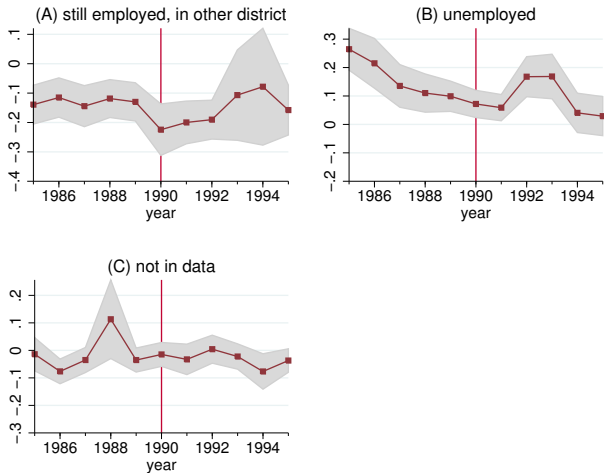 (A) still employed, in other district
.1
0
-.1
-.2
-.3
-.4
1986 1988 1990 1992 1994
year
(B) unemployed
.3
.2
.1
0
-.1
-.2
1986 1988 1990 1992 1994
year
(C) not in data
.2
.1
0
-.1
-.2
-.3
1986 1988 1990 1992 1994
year